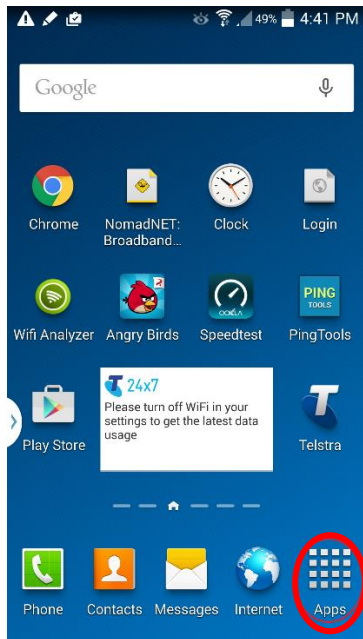 49% 4:41 PM
Google
Chrome
NomadNET:
Broadband...
Clock
Login
OOKLA
PING
TOOLS
Wifi Analyzer
Angry Birds
Speedtest
PingTools
24x7
Please turn off WiFi in your
settings to get the latest data
usage
Play Store
Telstra
Phone
Contacts
Messages
Internet
Apps